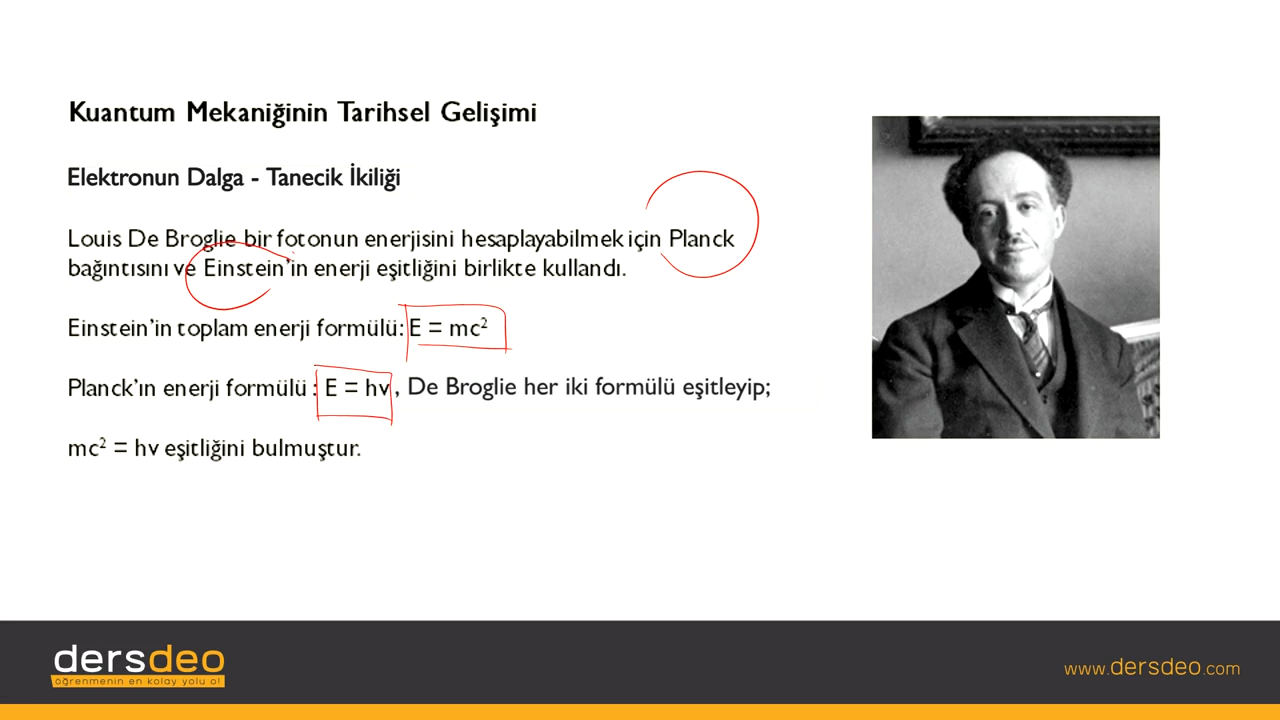 Kuantum Mekaniğinin Tarihsel Gelişimi
Elektronun Dalga - Tanecik İkiliği
Louis De Broglie bir fotonun enerjisini hesaplayabilmek için Planck
bağıntısını ve Einstein’in enerji eşitliğini birlikte kullandı.
Einstein’in toplam enerji formülü: E = mc²
Planck’ın enerji formülü : E = hv , De Broglie her iki formülü eşitleyip;
mc² = hv eşitliğini bulmuştur.
dersdeo
öğrenmenin en kolay yolu o!
www.dersdeo.com